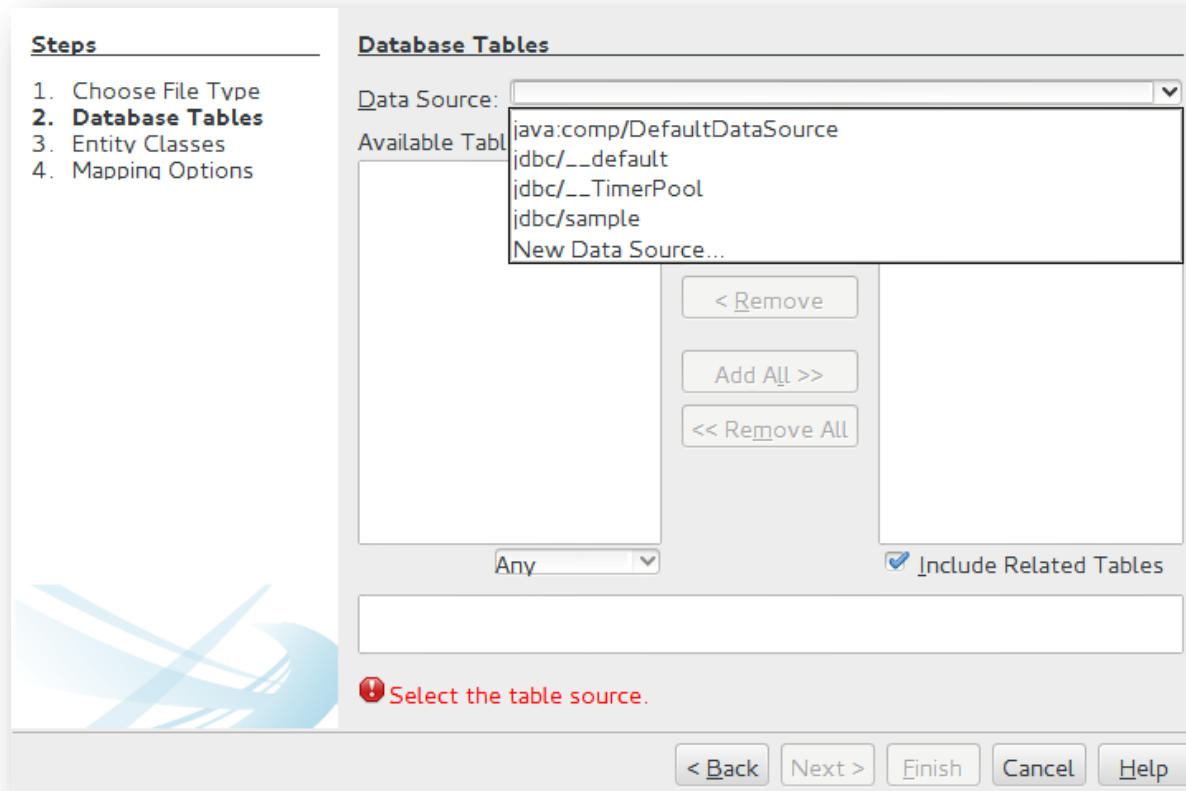 Steps
1. Choose File Type
2. Database Tables
3. Entity Classes
4. Mapping Options
Database Tables
Data Source:
java:comp/DefaultDataSource
jdbc/__default
jdbc/__TimerPool
jdbc/sample
New Data Source...
Available Tabl
< Remove
Add All >>
<< Remove All
Any
Include Related Tables
Select the table source.
< Back Next > Finish Cancel Help